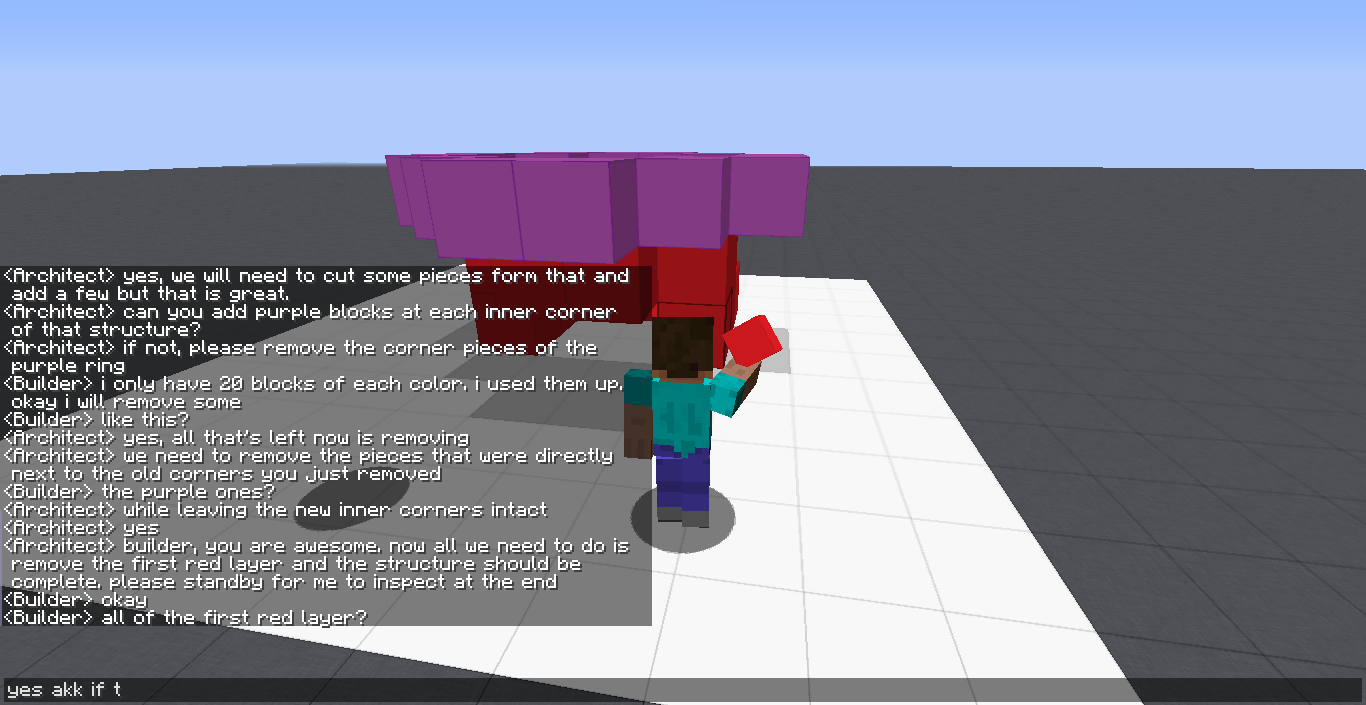 <Architect> yes, we will need to cut some pieces form that and
add a few but that is great.
<Architect> can you add purple blocks at each inner corner
of that structure?
<Architect> if not, please remove the corner pieces of the
purple ring
<Builder> i only have 20 blocks of each color. i used them up.
okay i will remove some
<Builder> like this?
<Architect> yes, all that's left now is removing
<Architect> we need to remove the pieces that were directly
next to the old corners you just removed
<Builder> the purple ones?
<Architect> while leaving the new inner corners intact
<Architect> yes
<Architect> builder, you are awesome. now all we need to do is
remove the first red layer and the structure should be
complete. please standby for me to inspect at the end
<Builder> okay
<Builder> all of the first red layer?
yes akk if t